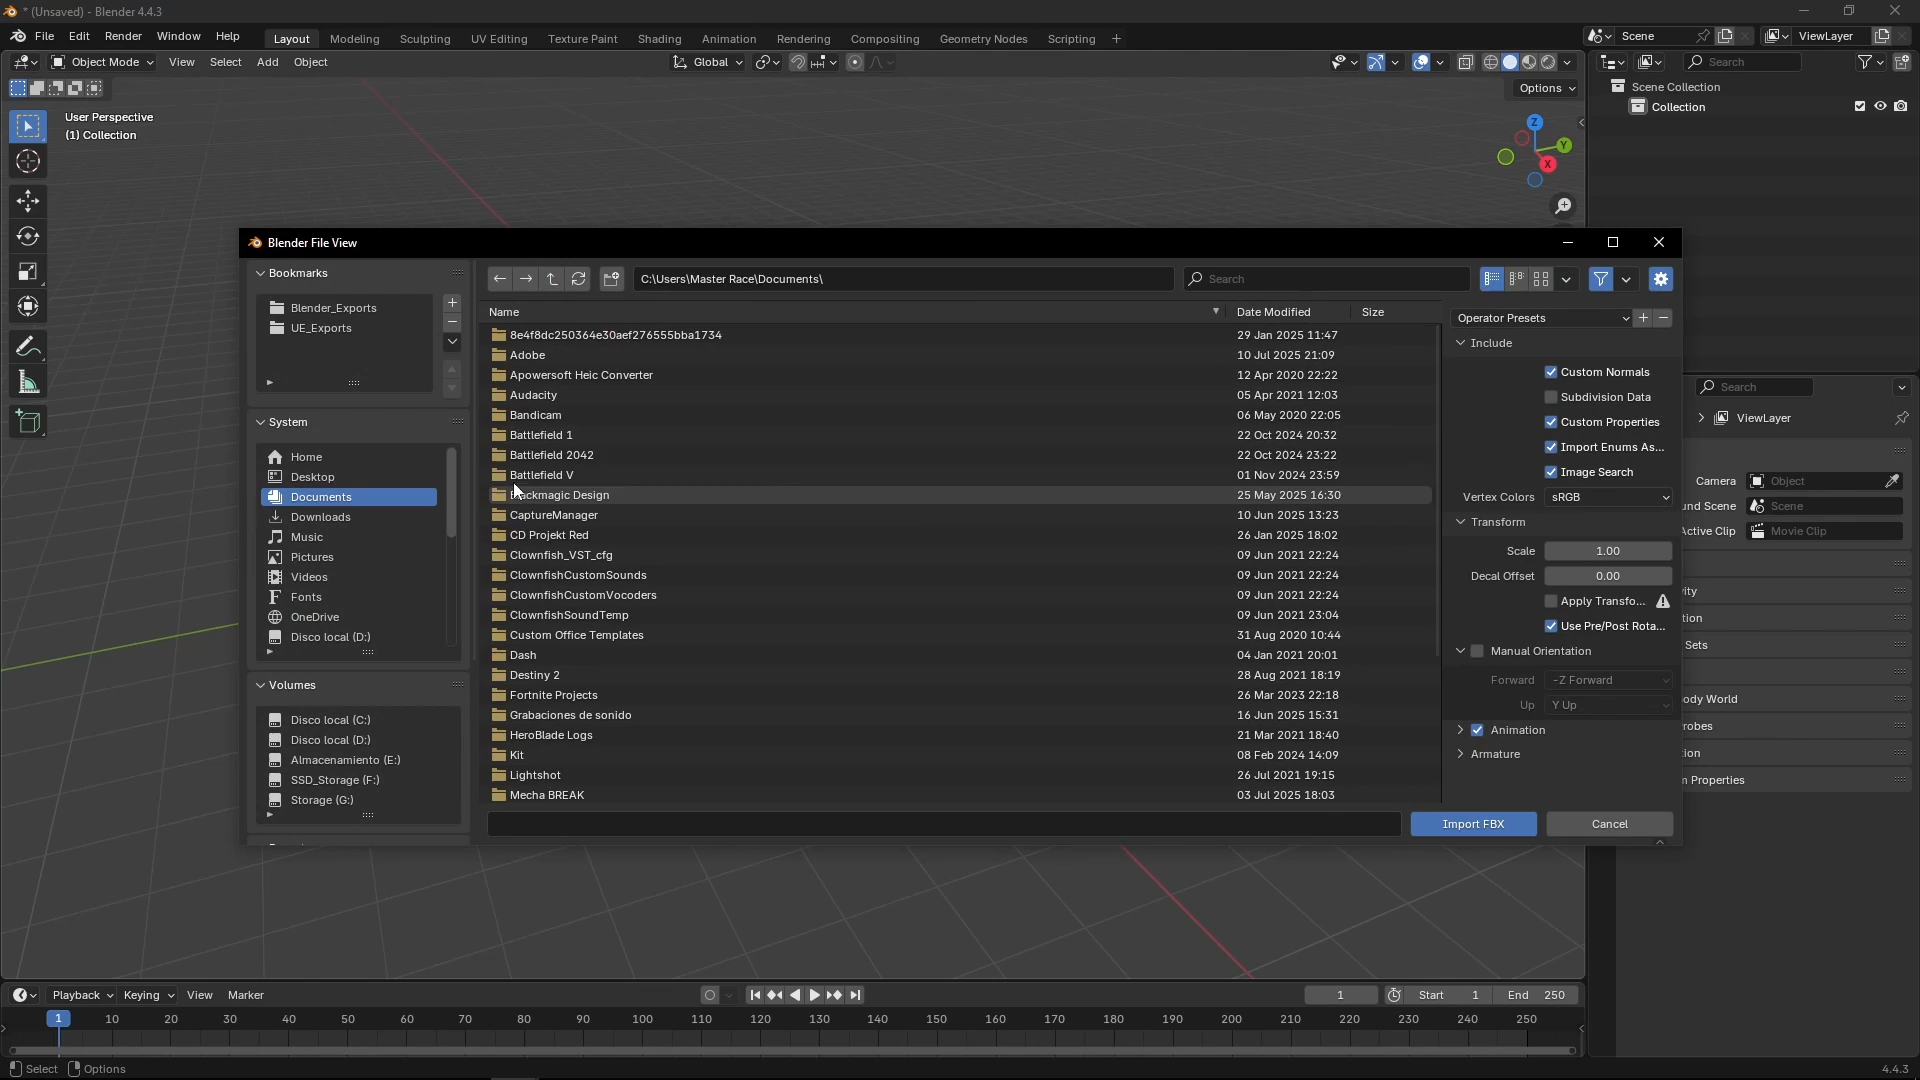 * (Unsaved) - Blender 4.4.3
File Edit Render Window Help Layout Modeling Sculpting UV Editing Texture Paint Shading Animation Rendering Compositing Geometry Nodes Scripting + Scene ViewLayer
Object Mode View Select Add Object Global Search
Options
Scene Collection
Collection
User Perspective
(1) Collection
Z
Y
X
Blender File View
Bookmarks
Blender_Exports
UE_Exports
System
Home
Desktop
Documents
Downloads
Music
Pictures
Videos
Fonts
OneDrive
Disco local (D:)
Volumes
Disco local (C:)
Disco local (D:)
Almacenamiento (E:)
SSD_Storage (F:)
Storage (G:)
C:\Users\Master Race\Documents\ Search
Name Date Modified Size
8e4f8dc250364e30aef276555bba1734 29 Jan 2025 11:47
Adobe 10 Jul 2025 21:09
Apowersoft Heic Converter 12 Apr 2020 22:22
Audacity 05 Apr 2021 12:03
Bandicam 06 May 2020 22:05
Battlefield 1 22 Oct 2024 20:32
Battlefield 2042 22 Oct 2024 23:22
Battlefield V 01 Nov 2024 23:59
ackmagic Design 25 May 2025 16:30
CaptureManager 10 Jun 2025 13:23
CD Projekt Red 26 Jan 2025 18:02
Clownfish_VST_cfg 09 Jun 2021 22:24
ClownfishCustomSounds 09 Jun 2021 22:24
ClownfishCustomVocoders 09 Jun 2021 22:24
ClownfishSoundTemp 09 Jun 2021 23:04
Custom Office Templates 31 Aug 2020 10:44
Dash 04 Jan 2021 20:01
Destiny 2 28 Aug 2021 18:19
Fortnite Projects 26 Mar 2023 22:18
Grabaciones de sonido 16 Jun 2025 15:31
HeroBlade Logs 21 Mar 2021 18:40
Kit 08 Feb 2024 14:09
Lightshot 26 Jul 2021 19:15
Mecha BREAK 03 Jul 2025 18:03
Operator Presets
Include
Custom Normals
Subdivision Data
Custom Properties
Import Enums As...
Image Search
Vertex Colors sRGB
Transform
Scale 1.00
Decal Offset 0.00
Apply Transfo...
Use Pre/Post Rota...
Manual Orientation
Forward -Z Forward
Up Y Up
Animation
Armature
Import FBX Cancel
Search
ViewLayer
Camera Object
und Scene Scene
Active Clip Movie Clip
ity
tion
Sets
ody World
robes
ion
n Properties
Playback Keying View Marker 1 Start 1 End 250
1 10 20 30 40 50 60 70 80 90 100 110 120 130 140 150 160 170 180 190 200 210 220 230 240 250
Select Options 4.4.3